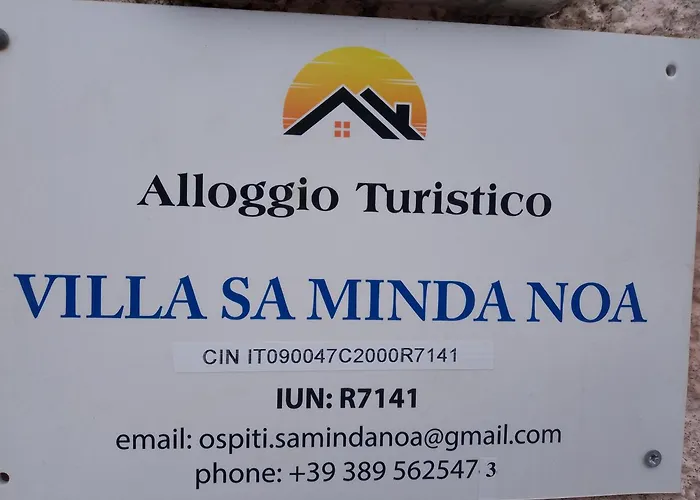 Alloggio Turistico
VILLA SA MINDA NOA
CIN IT090047C2000R7141
IUN: R7141
email: ospiti.samindanoa@gmail.com
phone: +39 389 562547 3